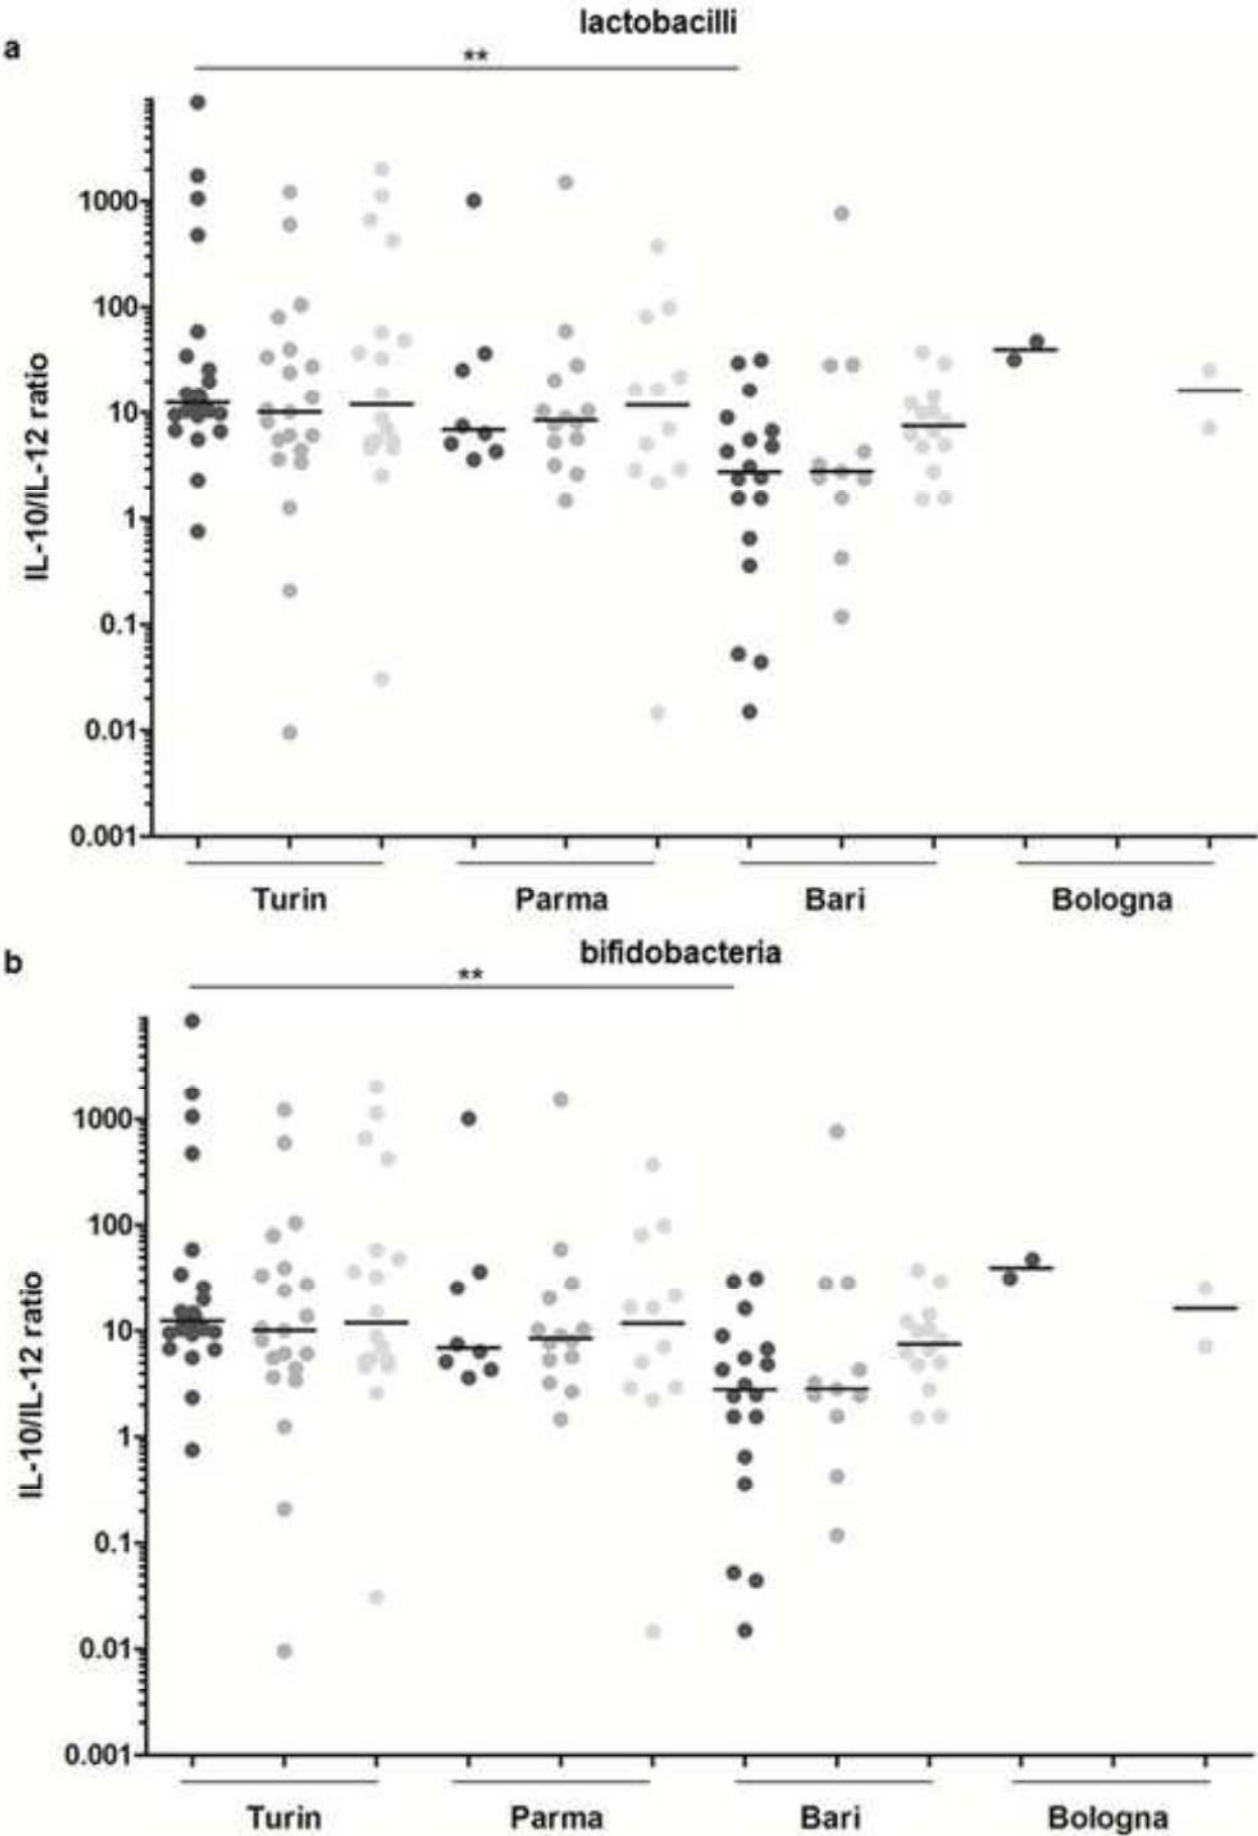 lactobacilli
a
**
1000
100
10
1
0.1
0.01
0.001
IL-10/IL-12 ratio
Turin Parma Bari Bologna
bifidobacteria
b
**
1000
100
10
1
0.1
0.01
0.001
IL-10/IL-12 ratio
Turin Parma Bari Bologna